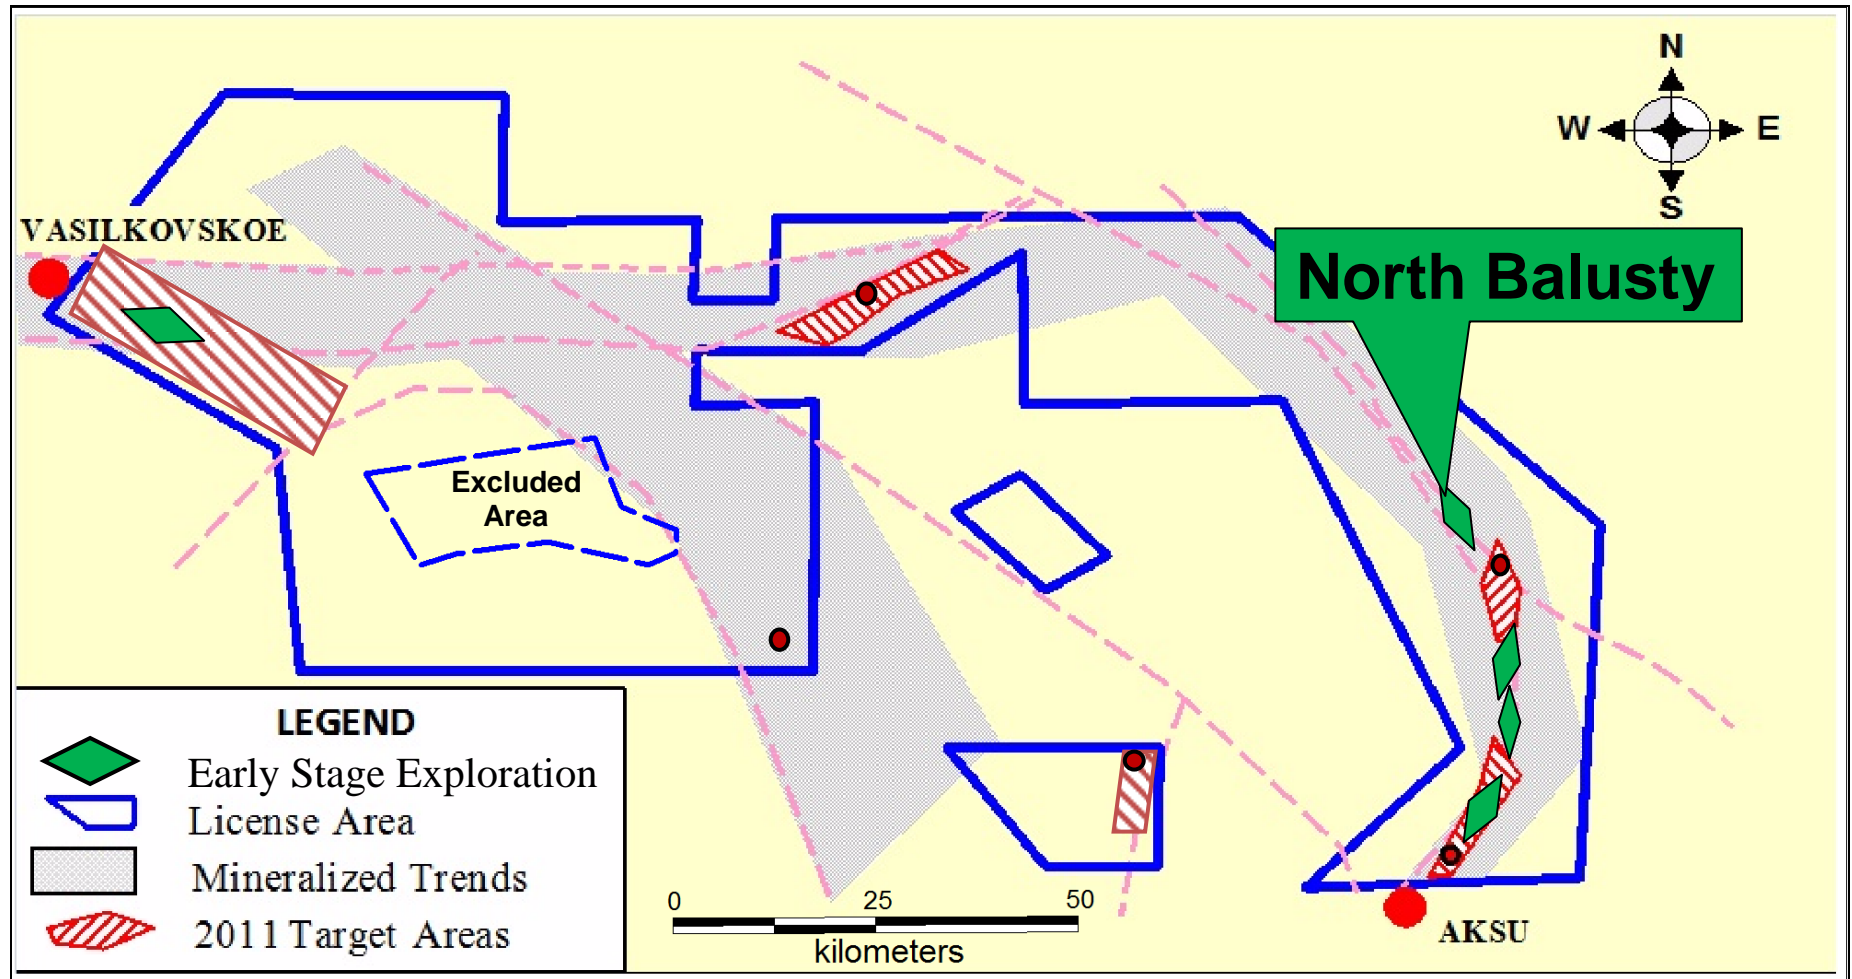 N
W E
S
VASILKOVSKOE
North Balusty
Excluded
Area
LEGEND
Early Stage Exploration
License Area
Mineralized Trends
2011 Target Areas
0 25 50
kilometers
AKSU